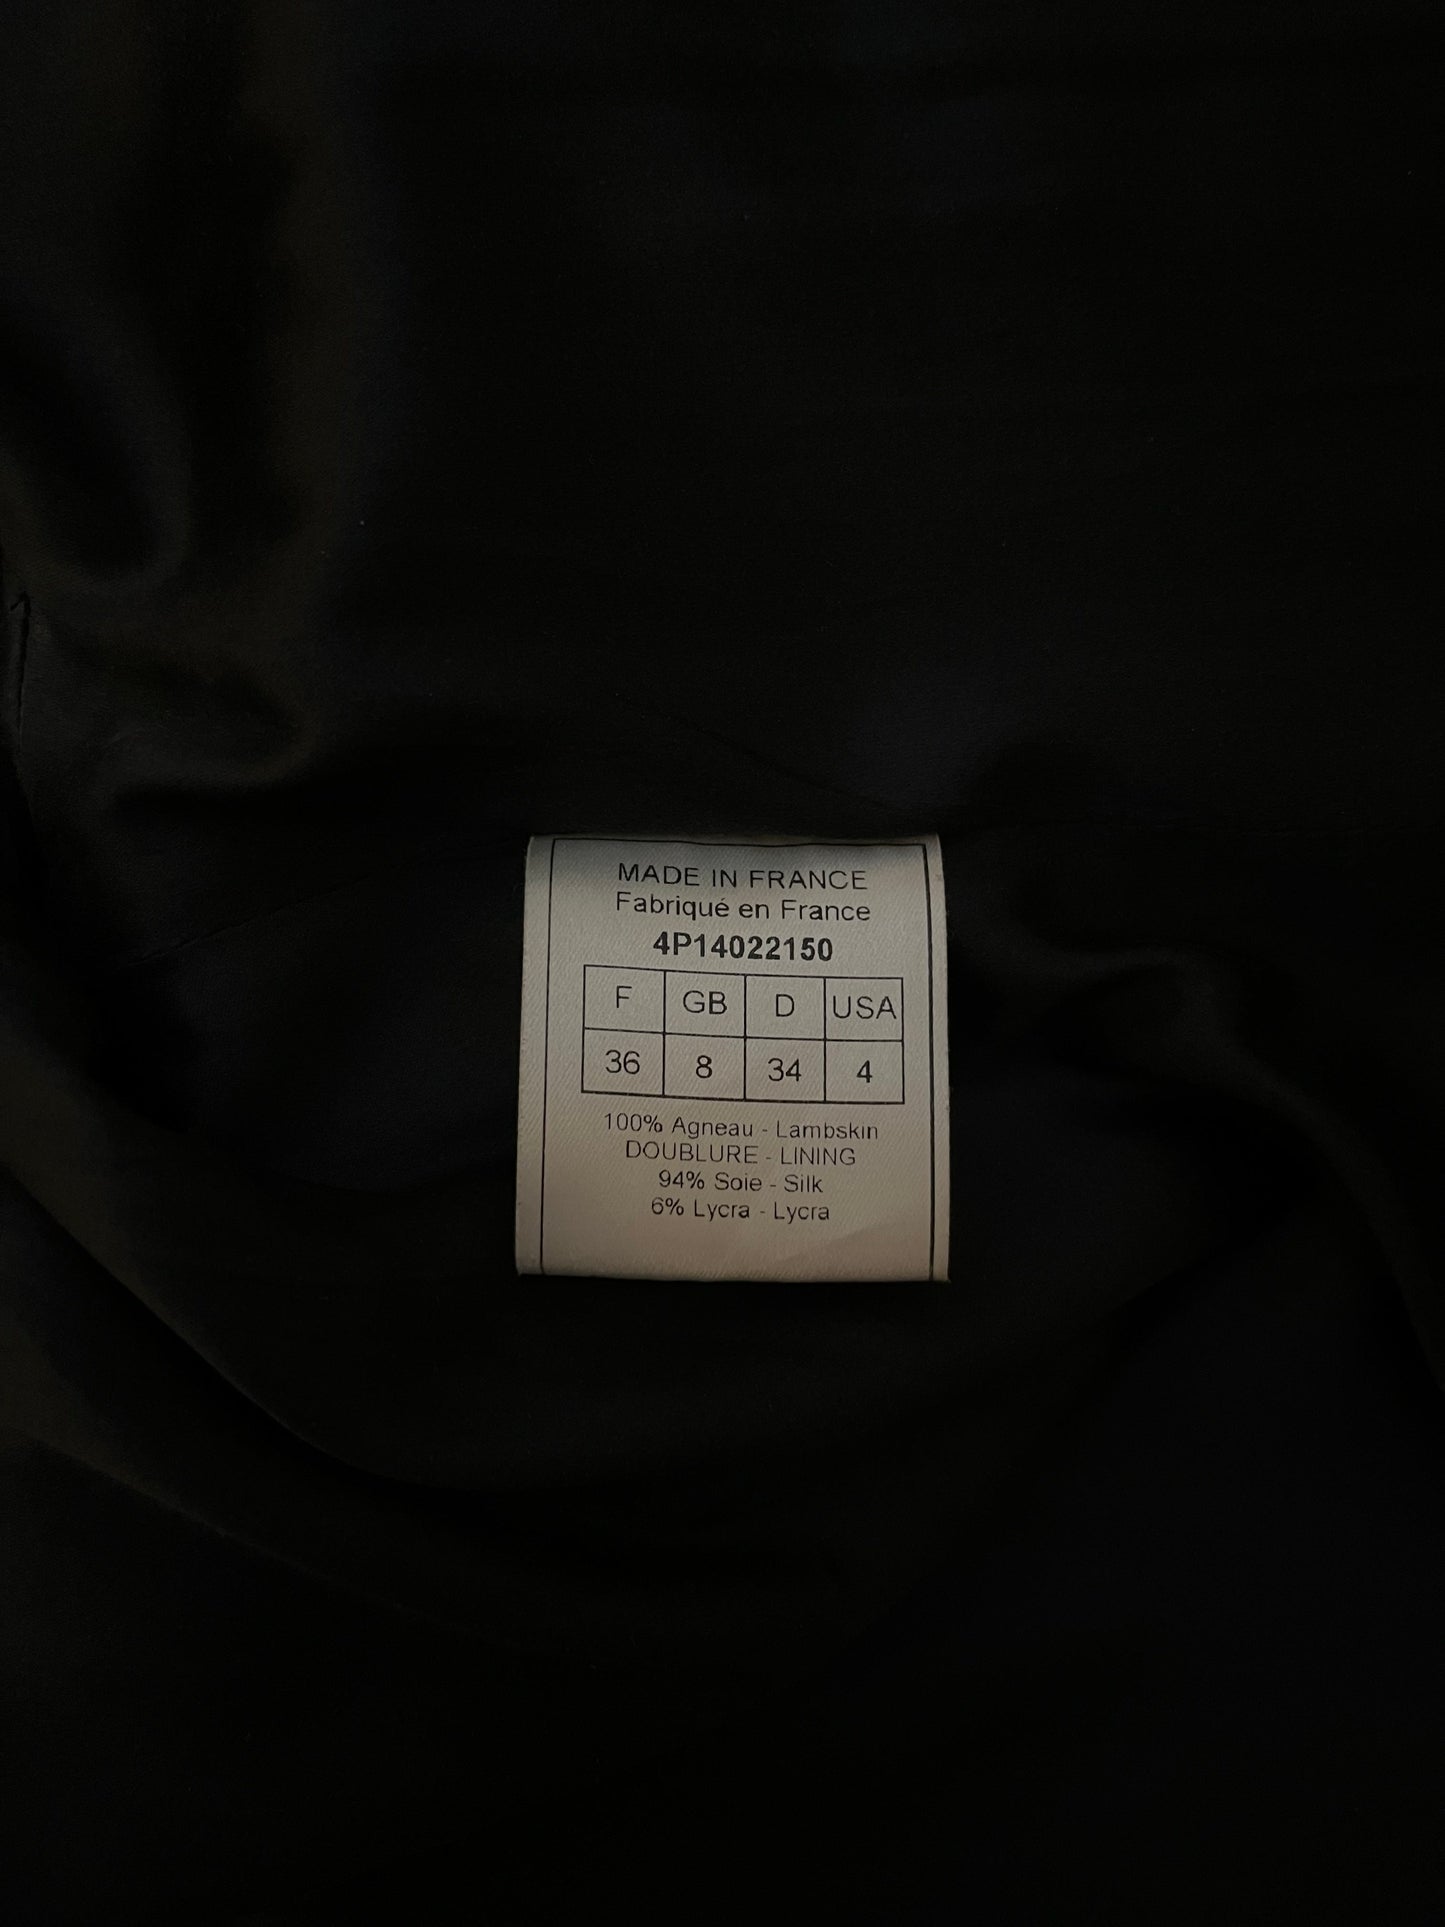 MADE IN FRANCE
Fabriqué en France
4P14022150
F GB D USA
36 8 34 4
100% Agneau - Lambskin
DOUBLURE - LINING
94% Soie - Silk
6% Lycra - Lycra